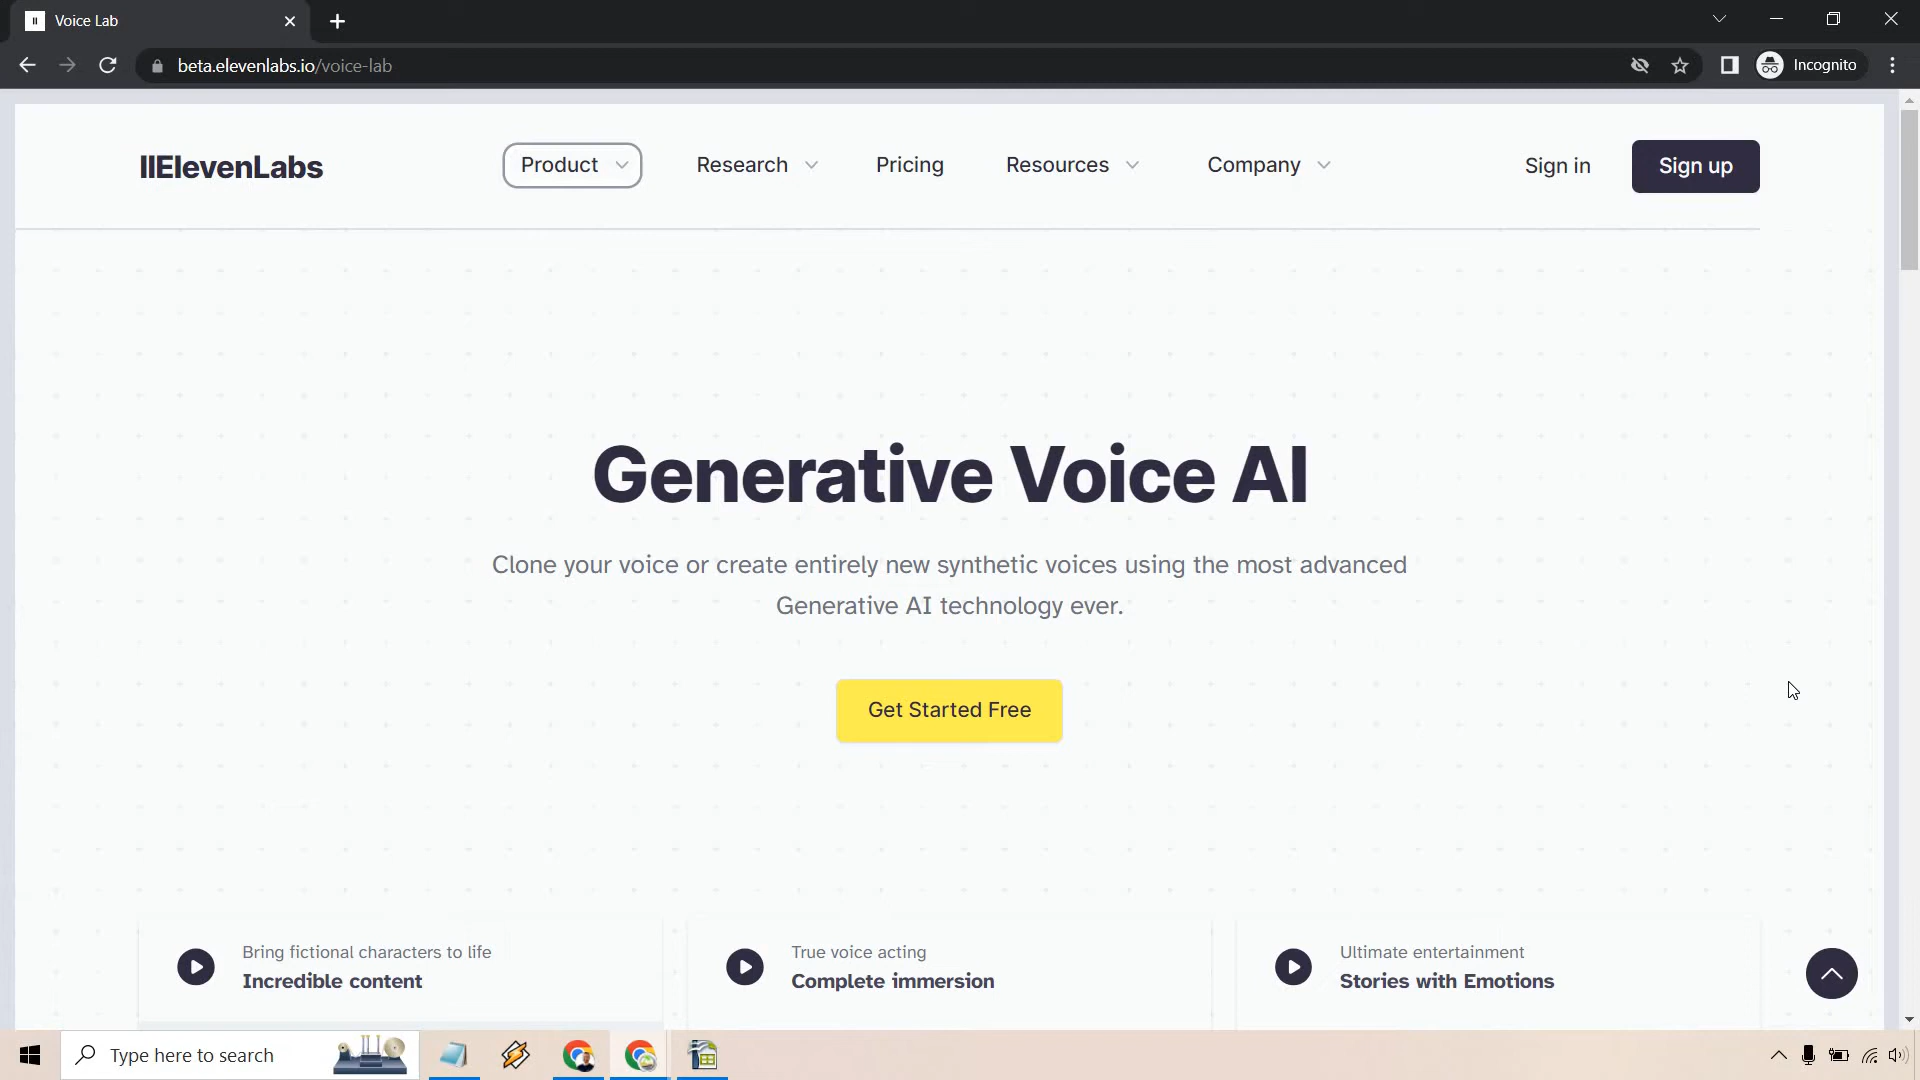 Voice Lab
beta.elevenlabs.io/voice-lab
Incognito
IIElevenLabs
Product
Research
Pricing
Resources
Company
Sign in
Sign up
Generative Voice AI
Clone your voice or create entirely new synthetic voices using the most advanced
Generative AI technology ever.
Get Started Free
Bring fictional characters to life
Incredible content
True voice acting
Complete immersion
Ultimate entertainment
Stories with Emotions
Type here to search